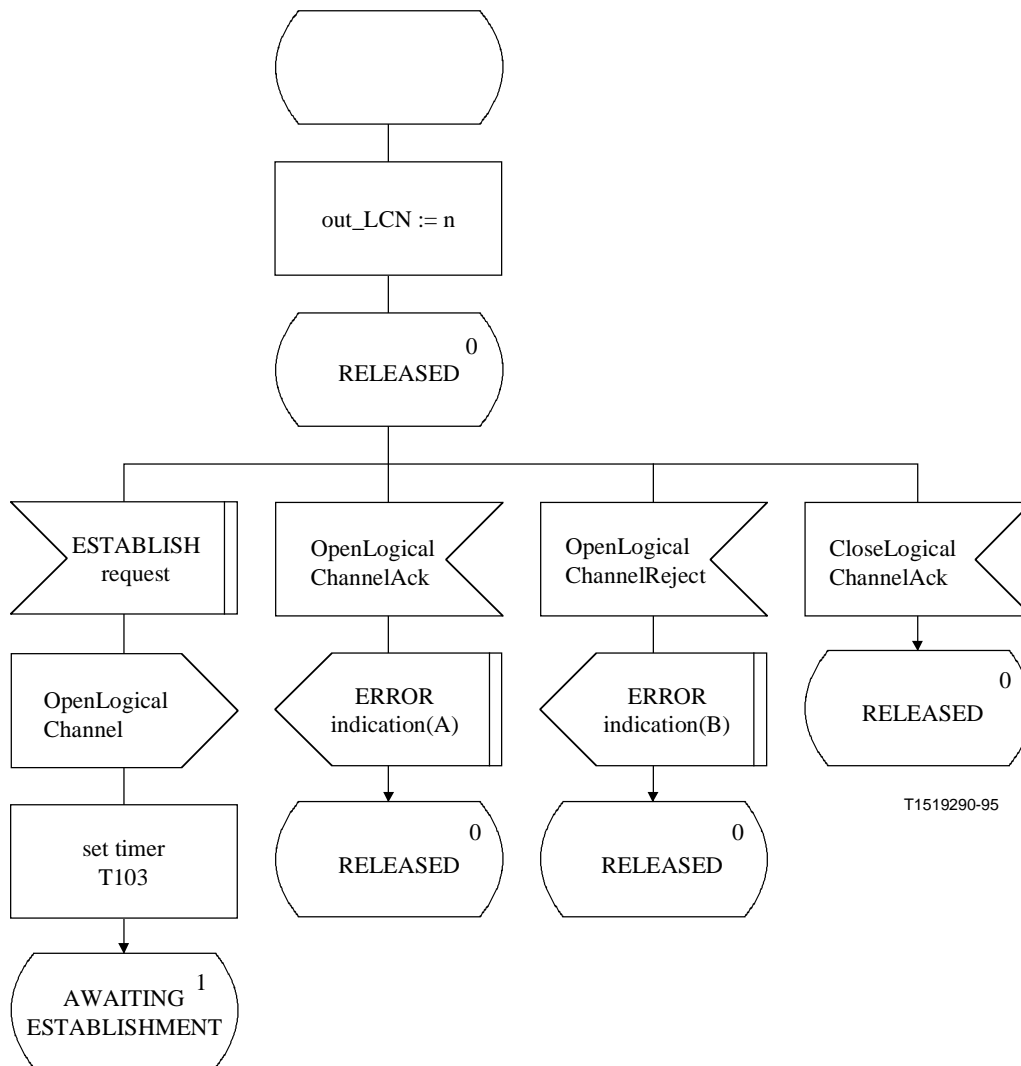 out_LCN := n
0
RELEASED
ESTABLISH
request
OpenLogical
ChannelAck
OpenLogical
ChannelReject
CloseLogical
ChannelAck
OpenLogical
Channel
ERROR
indication(A)
ERROR
indication(B)
0
RELEASED
T1519290-95
set timer
T103
0
RELEASED
0
RELEASED
1
AWAITING
ESTABLISHMENT